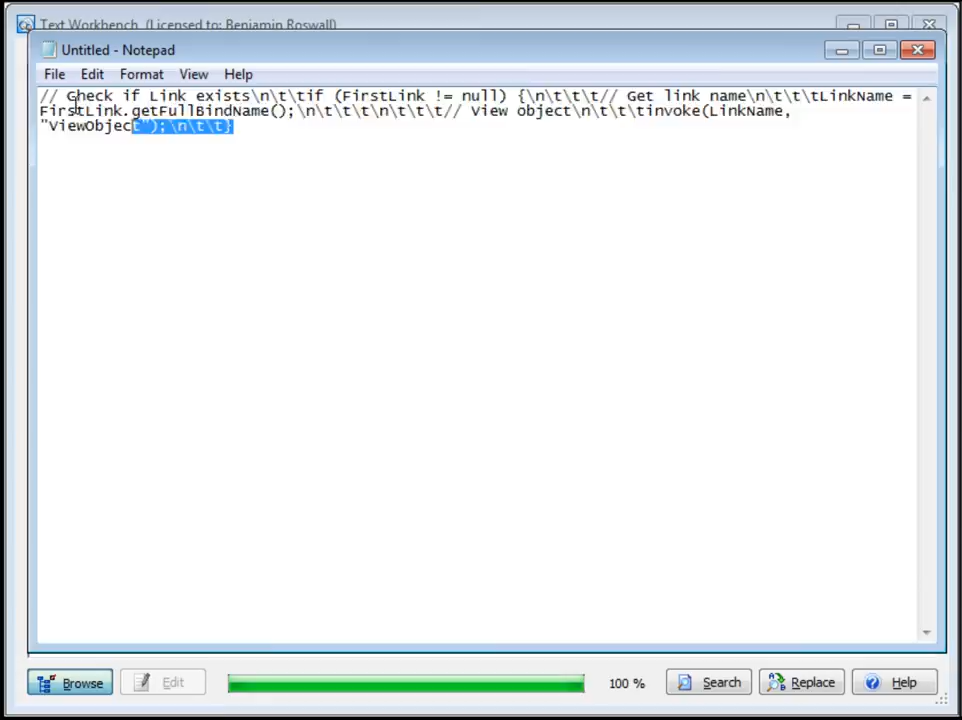 Text Workbench (Licensed to: Benjamin Roswall)
Untitled - Notepad
File Edit Format View Help
// Check if Link exists\n\t\tif (FirstLink != null) {\n\t\t\t// Get link name\n\t\t\tLinkName =
FirstLink.getFullBindName();\n\t\t\t\n\t\t\t// View object\n\t\t\tinvoke(LinkName,
"ViewObject");\n\t\t}
Browse Edit 100 % Search Replace Help